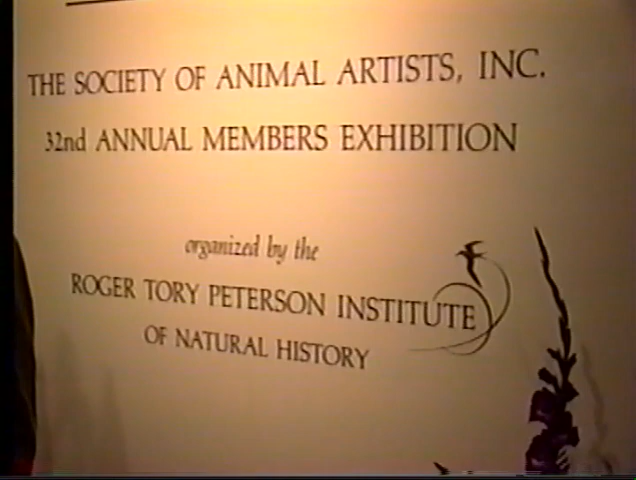 THE SOCIETY OF ANIMAL ARTISTS, INC.
32nd ANNUAL MEMBERS EXHIBITION
organized by the
ROGER TORY PETERSON INSTITUTE
OF NATURAL HISTORY